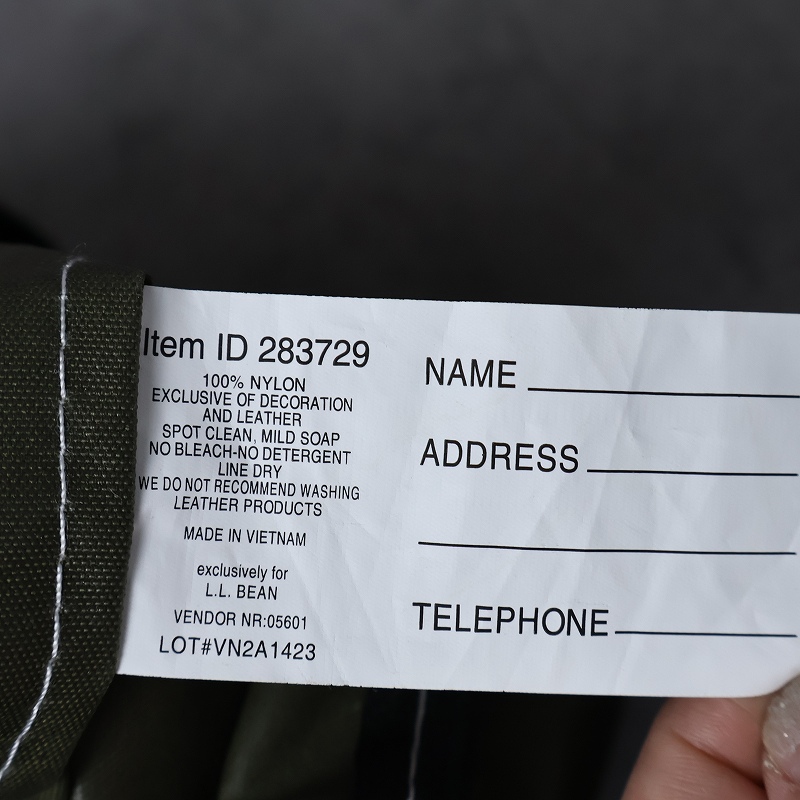 Item ID 283729
100% NYLON
EXCLUSIVE OF DECORATION
AND LEATHER
SPOT CLEAN, MILD SOAP
NO BLEACH-NO DETERGENT
LINE DRY
WE DO NOT RECOMMEND WASHING
LEATHER PRODUCTS
MADE IN VIETNAM
exclusively for
L.L. BEAN
VENDOR NR:05601
LOT#VN2A1423
NAME
ADDRESS
TELEPHONE